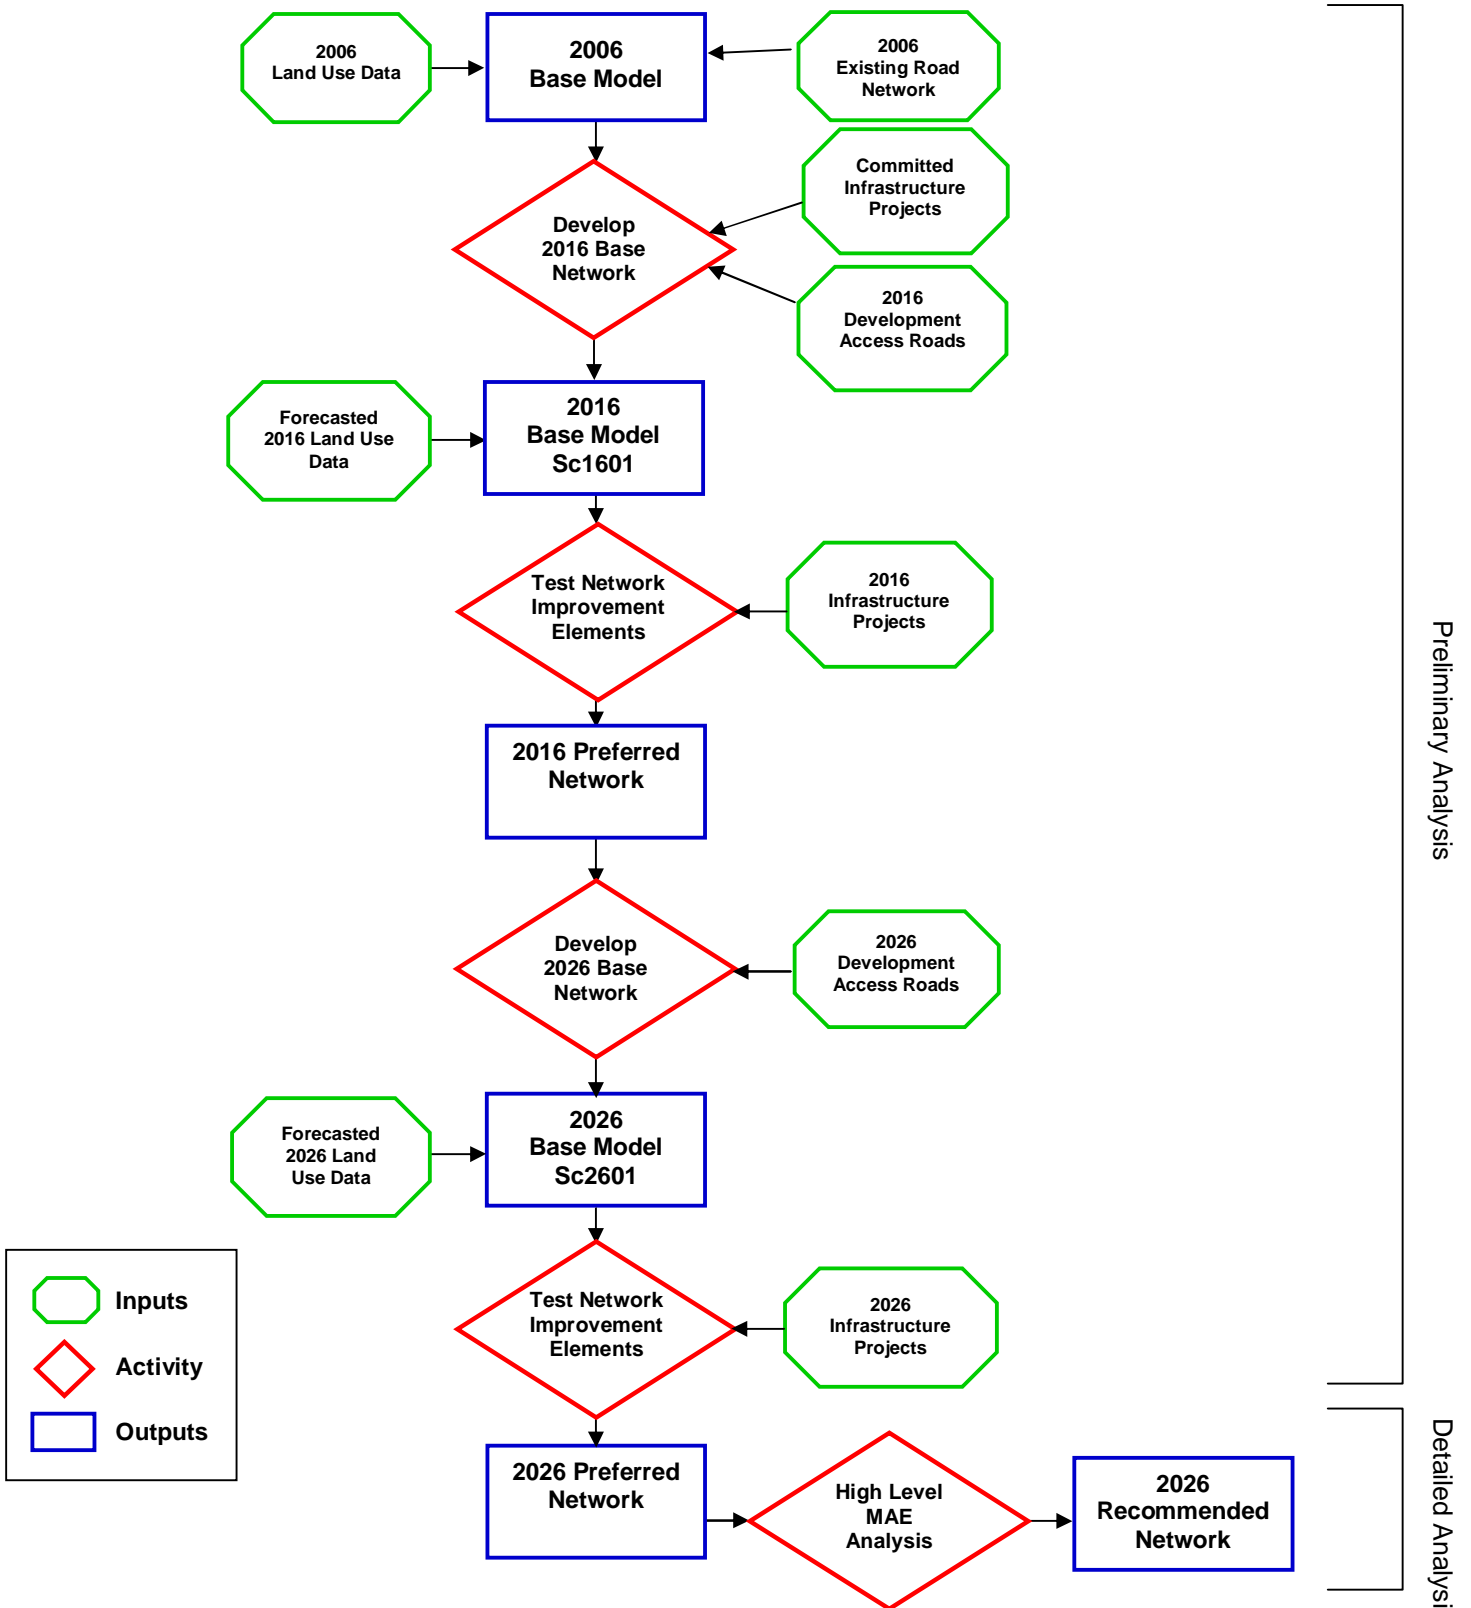 2006
Land Use Data
2006
Base Model
2006
Existing Road
Network
Committed
Infrastructure
Projects
Develop
2016 Base
Network
2016
Development
Access Roads
Forecasted
2016 Land Use
Data
2016
Base Model
Sc1601
Test Network
Improvement
Elements
2016
Infrastructure
Projects
2016 Preferred
Network
Develop
2026 Base
Network
2026
Development
Access Roads
Forecasted
2026 Land
Use Data
2026
Base Model
Sc2601
Test Network
Improvement
Elements
2026
Infrastructure
Projects
2026 Preferred
Network
High Level
MAE
Analysis
2026
Recommended
Network
Inputs
Activity
Outputs
Preliminary Analysis
Detailed Analysi